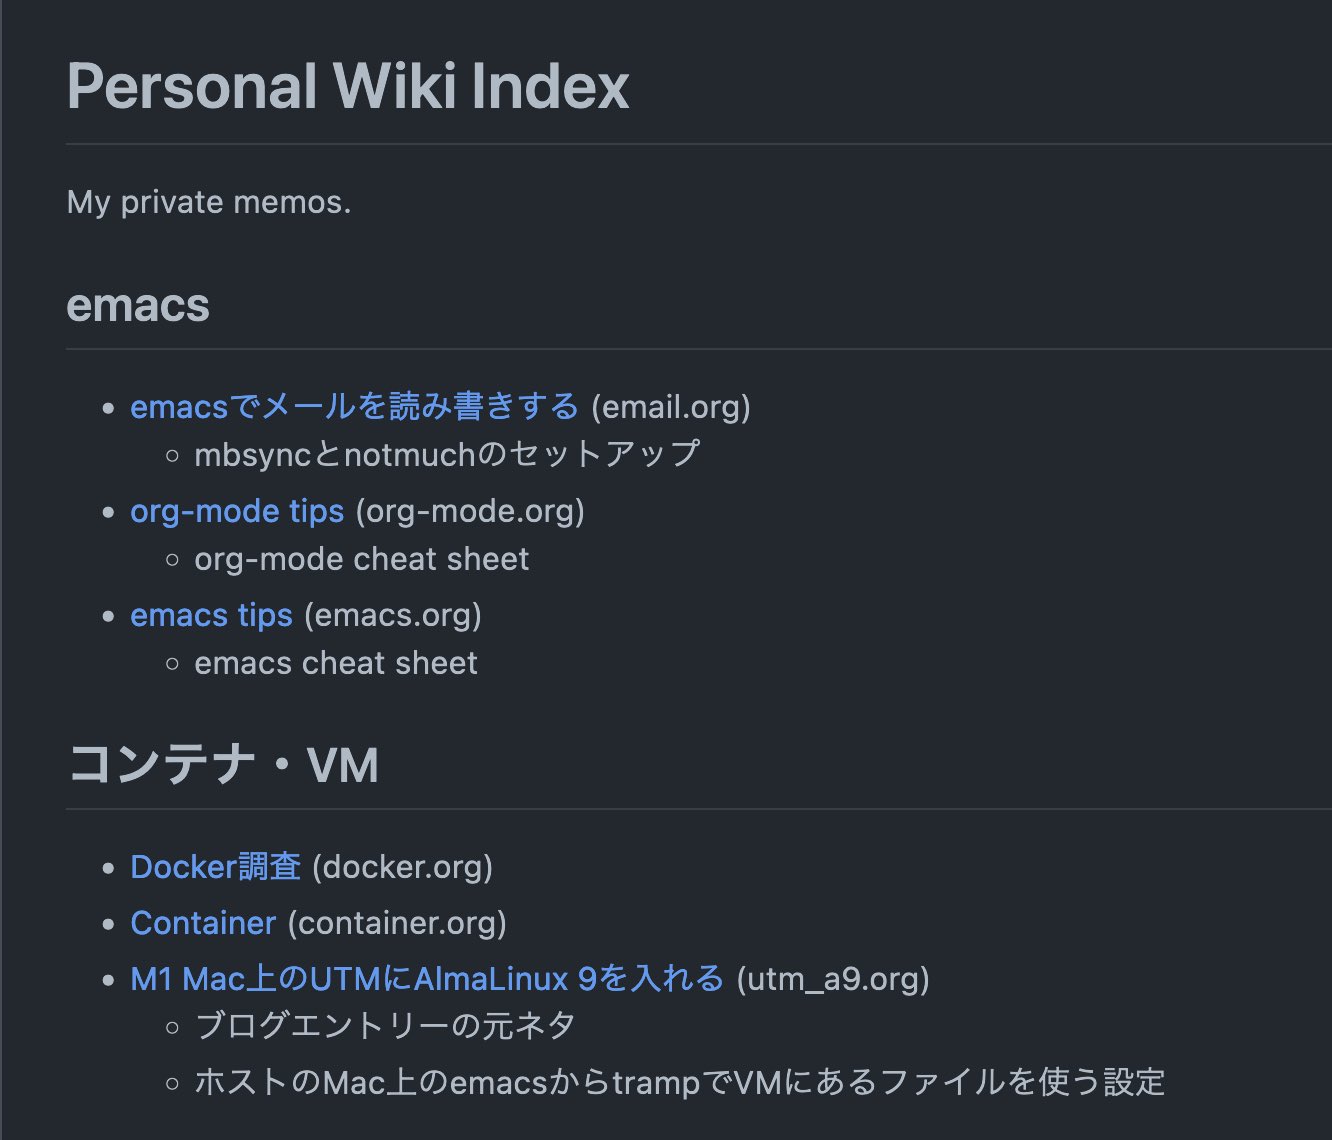 Personal Wiki Index
My private memos.
emacs
emacsでメールを読み書きする (email.org)
mbsyncとnotmuchのセットアップ
org-mode tips (org-mode.org)
org-mode cheat sheet
emacs tips (emacs.org)
emacs cheat sheet
コンテナ・VM
Docker調査 (docker.org)
Container (container.org)
M1 Mac上のUTMにAlmaLinux 9を入れる (utm_a9.org)
ブログエントリーの元ネタ
ホストのMac上のemacsからtrampでVMにあるファイルを使う設定